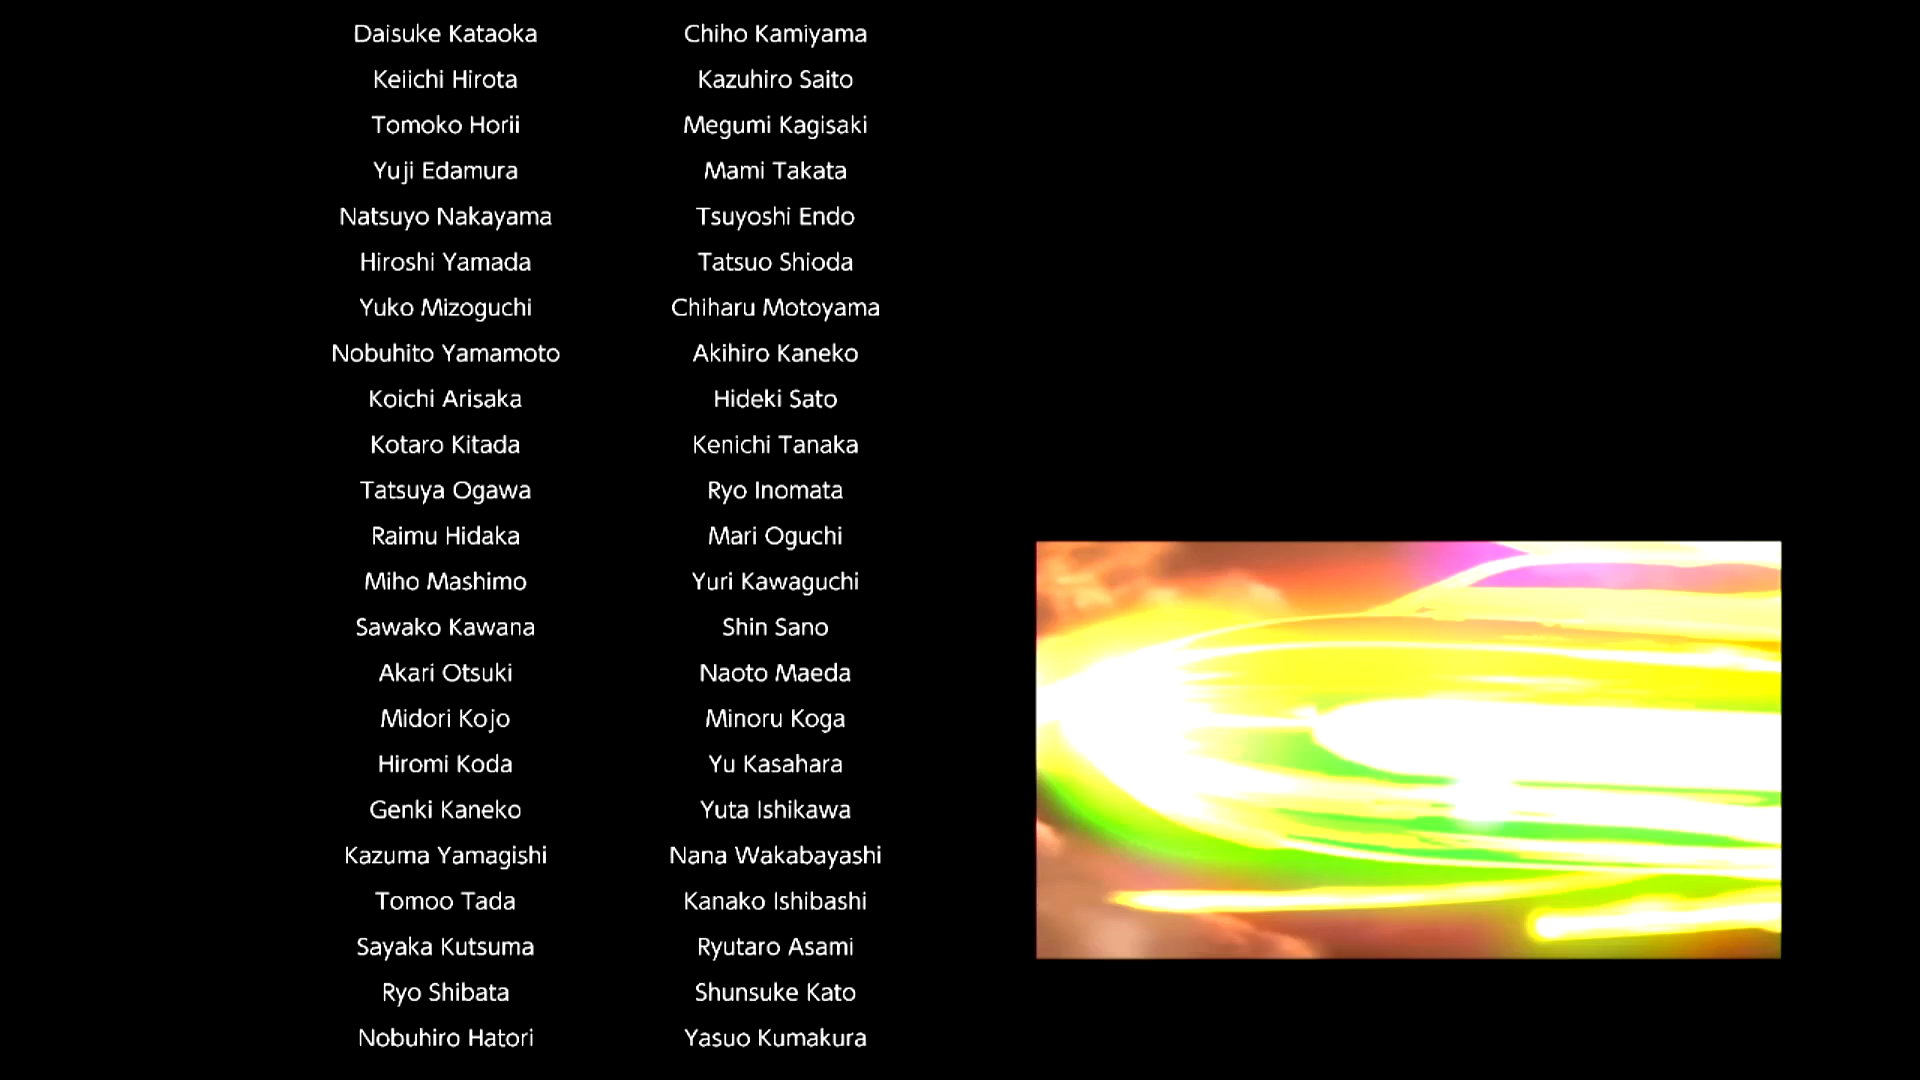 Daisuke Kataoka Chiho Kamiyama
Keiichi Hirota Kazuhiro Saito
Tomoko Horii Megumi Kagisaki
Yuji Edamura Mami Takata
Natsuyo Nakayama Tsuyoshi Endo
Hiroshi Yamada Tatsuo Shioda
Yuko Mizoguchi Chiharu Motoyama
Nobuhito Yamamoto Akihiro Kaneko
Koichi Arisaka Hideki Sato
Kotaro Kitada Kenichi Tanaka
Tatsuya Ogawa Ryo Inomata
Raimu Hidaka Mari Oguchi
Miho Mashimo Yuri Kawaguchi
Sawako Kawana Shin Sano
Akari Otsuki Naoto Maeda
Midori Kojo Minoru Koga
Hiromi Koda Yu Kasahara
Genki Kaneko Yuta Ishikawa
Kazuma Yamagishi Nana Wakabayashi
Tomoo Tada Kanako Ishibashi
Sayaka Kutsuma Ryutaro Asami
Ryo Shibata Shunsuke Kato
Nobuhiro Hatori Yasuo Kumakura